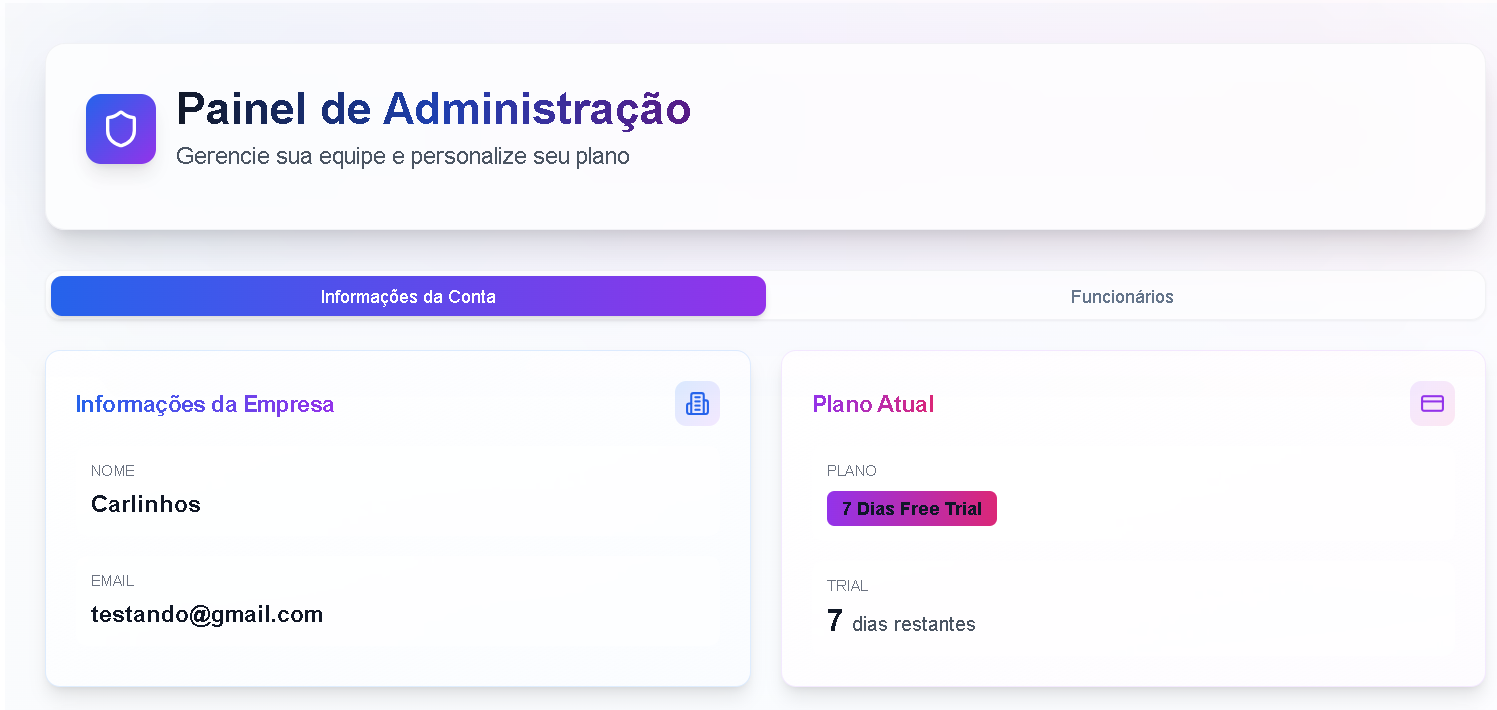 Painel de Administração
Gerencie sua equipe e personalize seu plano
Informações da Conta
Funcionários
Informações da Empresa
NOME
Carlinhos
EMAIL
testando@gmail.com
Plano Atual
PLANO
7 Dias Free Trial
TRIAL
7 dias restantes